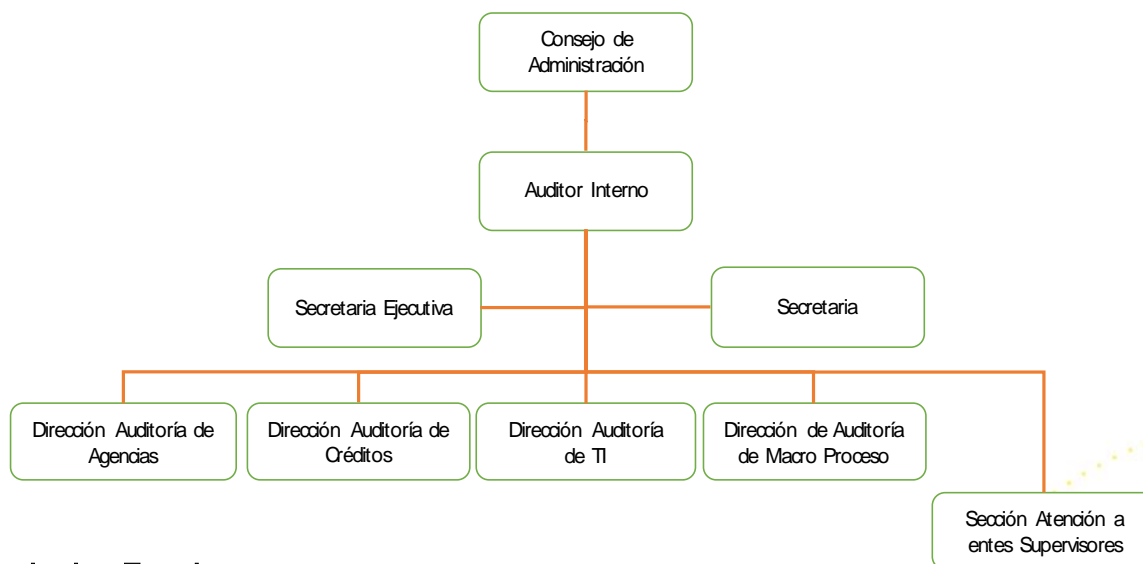 Consejo de
Administración
Auditor Interno
Secretaria Ejecutiva
Secretaria
Dirección Auditoría de
Agencias
Dirección Auditoría de
Créditos
Dirección Auditoría
de TI
Dirección de Auditoría
de Macro Proceso
Sección Atención a
entes Supervisores